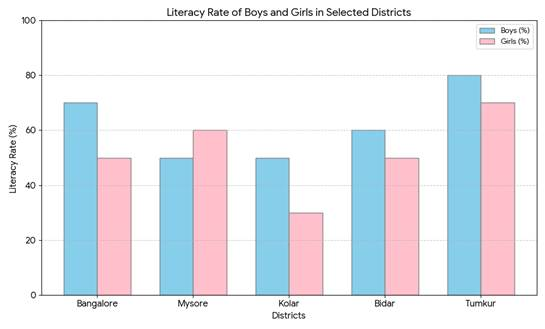 Literacy Rate of Boys and Girls in Selected Districts
100
80
60
40
20
0
Literacy Rate (%)
Boys (%)
Girls (%)
Bangalore Mysore Kolar Bidar Tumkur
Districts